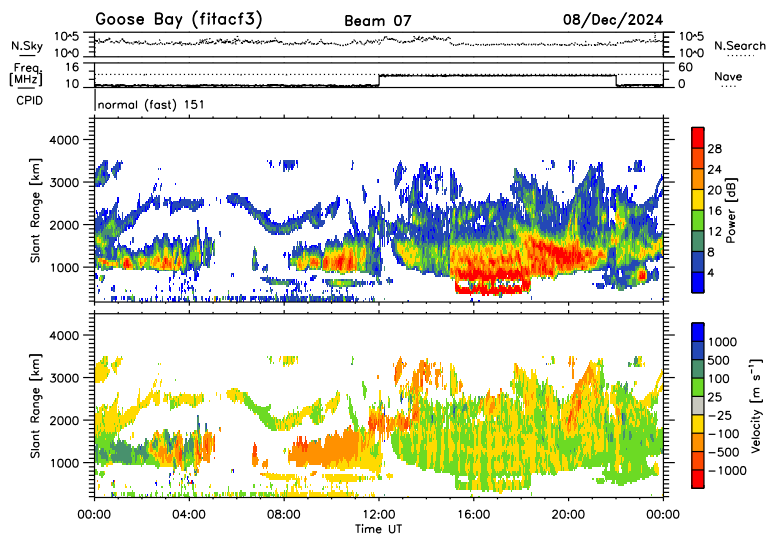 Goose Bay (fitacf3) Beam 07 08/Dec/2024
N.Sky 10^5 10^0 10^5 10^0 N.Search
Freq. [MHz] 16 10 60 0 Nave
CPID normal (fast) 151
Slant Range [km]
4000
3000
2000
1000
Power [dB]
28
24
20
16
12
8
4
Slant Range [km]
4000
3000
2000
1000
Velocity [m s⁻¹]
1000
500
100
25
−25
−100
−500
−1000
00:00 04:00 08:00 12:00 16:00 20:00 00:00
Time UT